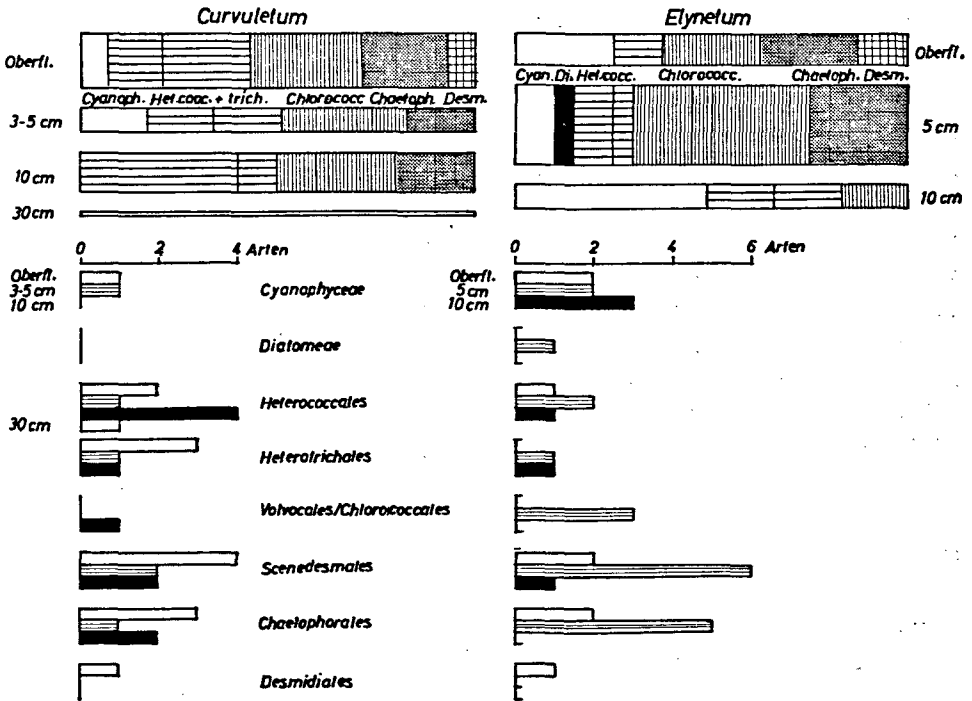 Curvuletum
Elynetum
Oberfl.
Oberfl.
Cyanoph. Het.cocc. + trich. Chlorococc Chaetoph. Desm.
Cyan. Di. Het.cocc. Chlorococc. Chaetoph. Desm.
3-5 cm
5 cm
10 cm
10 cm
30 cm
0 4 Arten
0 2 4 6 Arten
Oberfl.
3-5 cm
10 cm
Cyanophyceae
Oberfl.
5 cm
10 cm
Diatomeae
Heterococcales
30 cm
Heterotrichales
Volvocales/Chlorococcales
Scenedesmales
Chaetophorales
Desmidiales